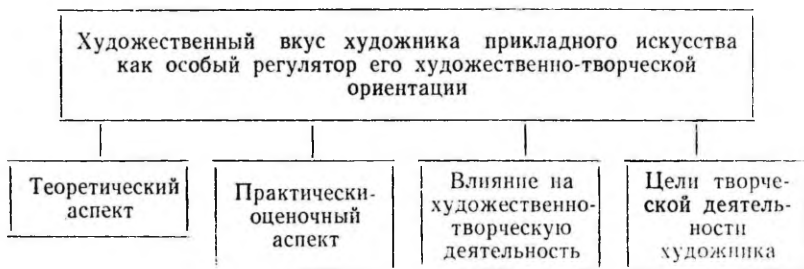 Художественный вкус художника прикладного искусства
как особый регулятор его художественно-творческой
ориентации
Теоретический
аспект
Практически-
оценочный
аспект
Влияние на
художественно-
творческую
деятельность
Цели творче-
ской деятель-
ности
художника